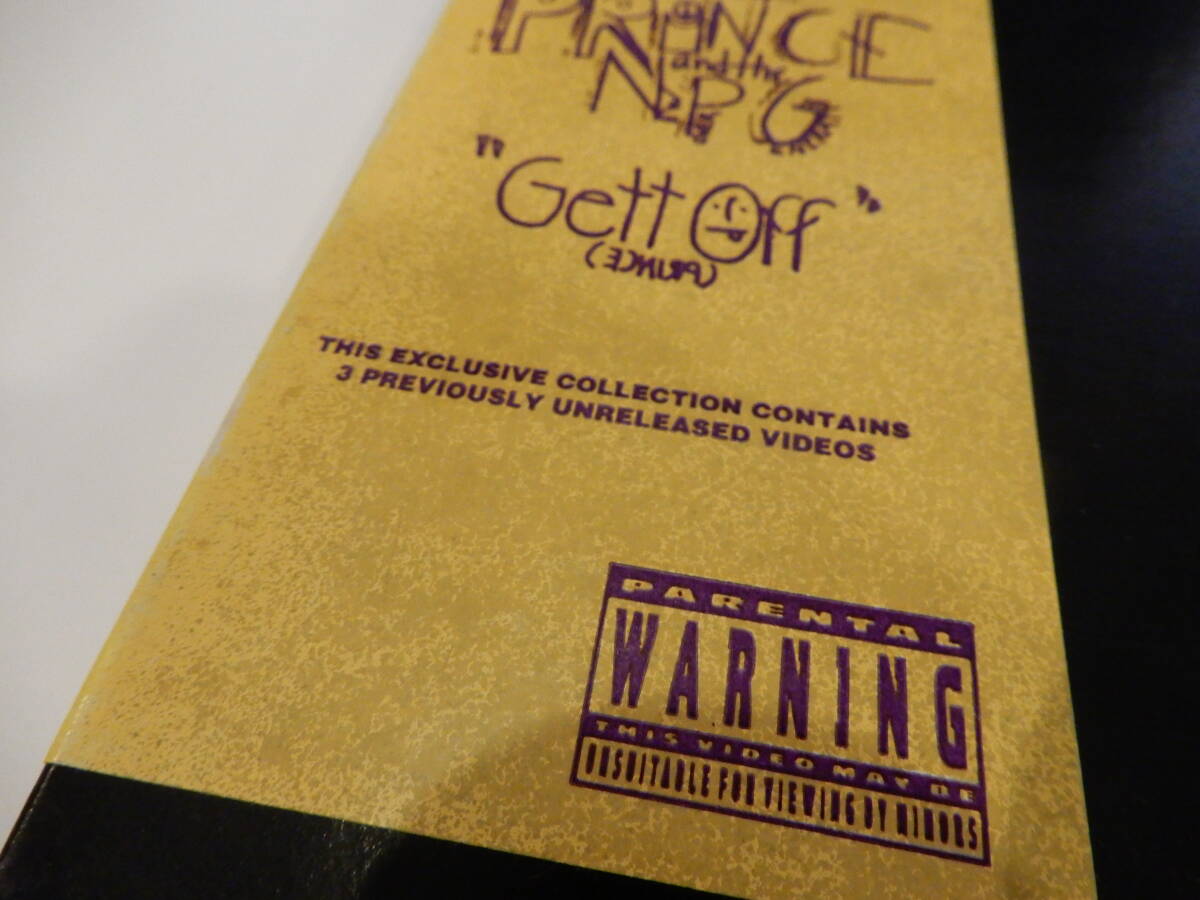 PRINCE
and the
NPG
"Gett Off"
THIS EXCLUSIVE COLLECTION CONTAINS
3 PREVIOUSLY UNRELEASED VIDEOS
PARENTAL
WARNING
THIS VIDEO MAY BE
UNSUITABLE FOR VIEWING BY MINORS